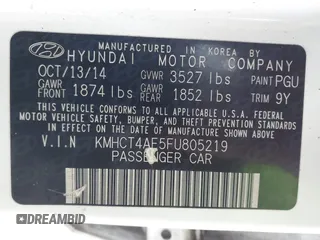 MANUFACTURED IN KOREA BY
HYUNDAI MOTOR COMPANY
OCT/13/14 GVWR 3527 lbs PAINT PGU
GAWR FRONT 1874 lbs GAWR REAR 1852 lbs TRIM 9Y
THIS VEHICLE CONFORMS TO ALL APPLICABLE U.S.A. FEDERAL
MOTOR VEHICLE SAFETY, BUMPER, AND THEFT PREVENTION
STANDARDS IN EFFECT ON THE DATE OF MANUFACTURE SHOWN ABOVE.
V.I.N KMHCT4AE5FU805219
PASSENGER CAR
DREAMBID